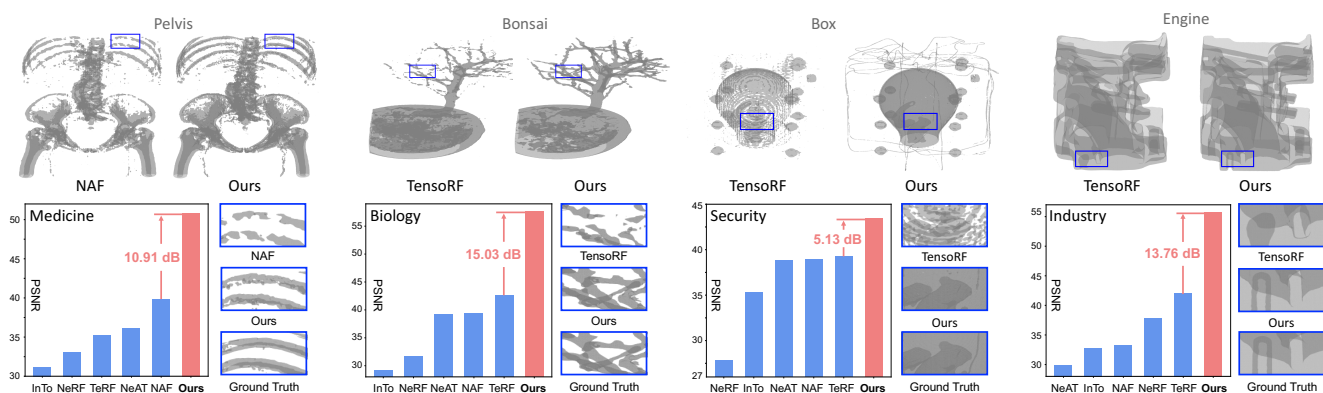 Pelvis
Bonsai
Box
Engine
NAF
Ours
TensoRF
Ours
TensoRF
Ours
TensoRF
Ours
Medicine
PSNR
50
45
40
35
30
10.91 dB
InTo NeRF TeRF NeAT NAF Ours
NAF
Ours
Ground Truth
Biology
PSNR
55
50
45
40
35
30
15.03 dB
InTo NeRF NeAT NAF TeRF Ours
TensoRF
Ours
Ground Truth
Security
PSNR
45
40
35
30
27
5.13 dB
NeRF InTo NeAT NAF TeRF Ours
TensoRF
Ours
Ground Truth
Industry
PSNR
55
50
45
40
35
30
13.76 dB
NeAT InTo NAF NeRF TeRF Ours
TensoRF
Ours
Ground Truth